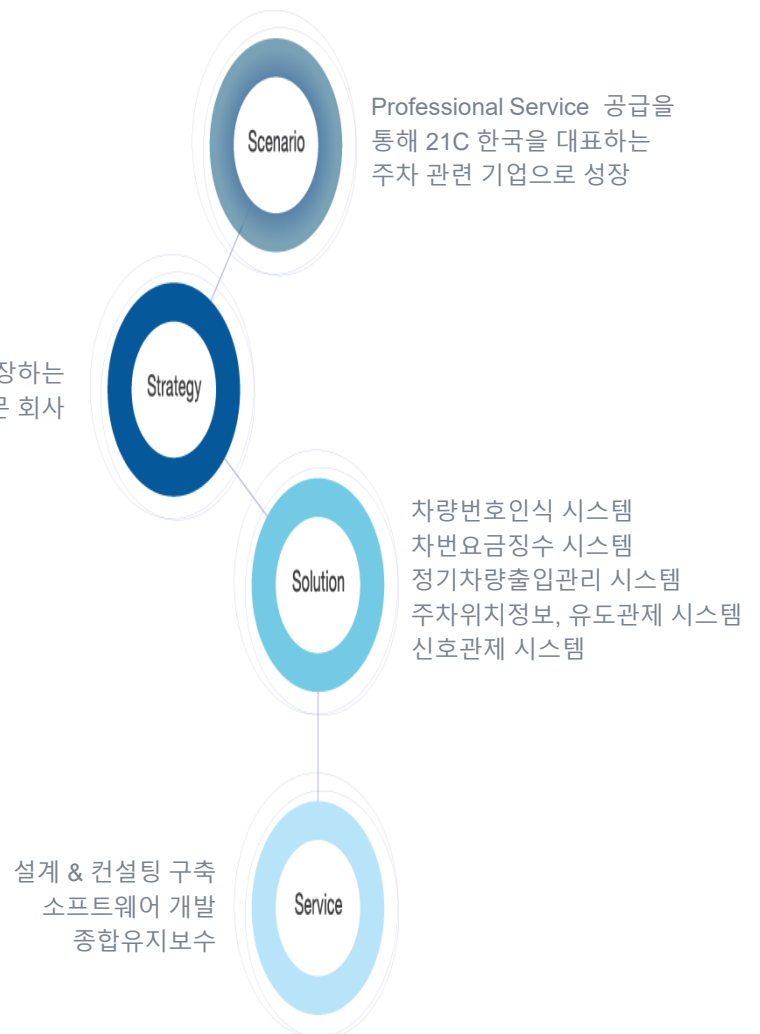 Scenario
Professional Service 공급을
통해 21C 한국을 대표하는
주차 관련 기업으로 성장
Strategy
장하는
회사
Solution
차량번호인식 시스템
차번요금징수 시스템
정기차량출입관리 시스템
주차위치정보, 유도관제 시스템
신호관제 시스템
Service
설계 & 컨설팅 구축
소프트웨어 개발
종합유지보수